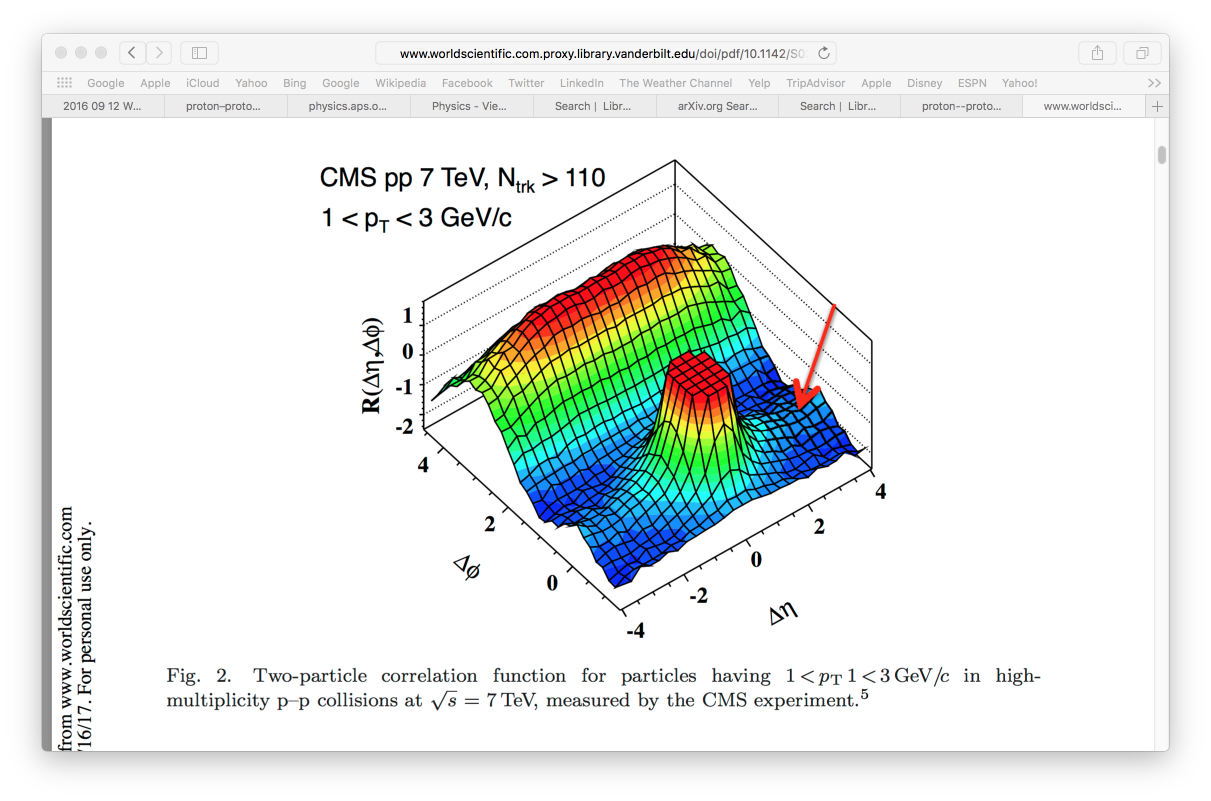 www.worldscientific.com.proxy.library.vanderbilt.edu/doi/pdf/10.1142/S0
Google Apple iCloud Yahoo Bing Google Wikipedia Facebook Twitter LinkedIn The Weather Channel Yelp TripAdvisor Apple Disney ESPN Yahoo! >>
2016 09 12 W... proton–proto... physics.aps.o... Physics - Vie... Search | Libr... arXiv.org Sear... Search | Libr... proton--proto... www.worldsci... +
CMS pp 7 TeV, Ntrk > 110
1 < pT < 3 GeV/c
R(Δη,Δϕ)
1
0
-1
-2
4
2
0
Δϕ
-4
-2
0
2
4
Δη
from www.worldscientific.com
/16/17. For personal use only.
Fig. 2. Two-particle correlation function for particles having 1 < pT 1 < 3 GeV/c in high-
multiplicity p–p collisions at √s = 7 TeV, measured by the CMS experiment.5